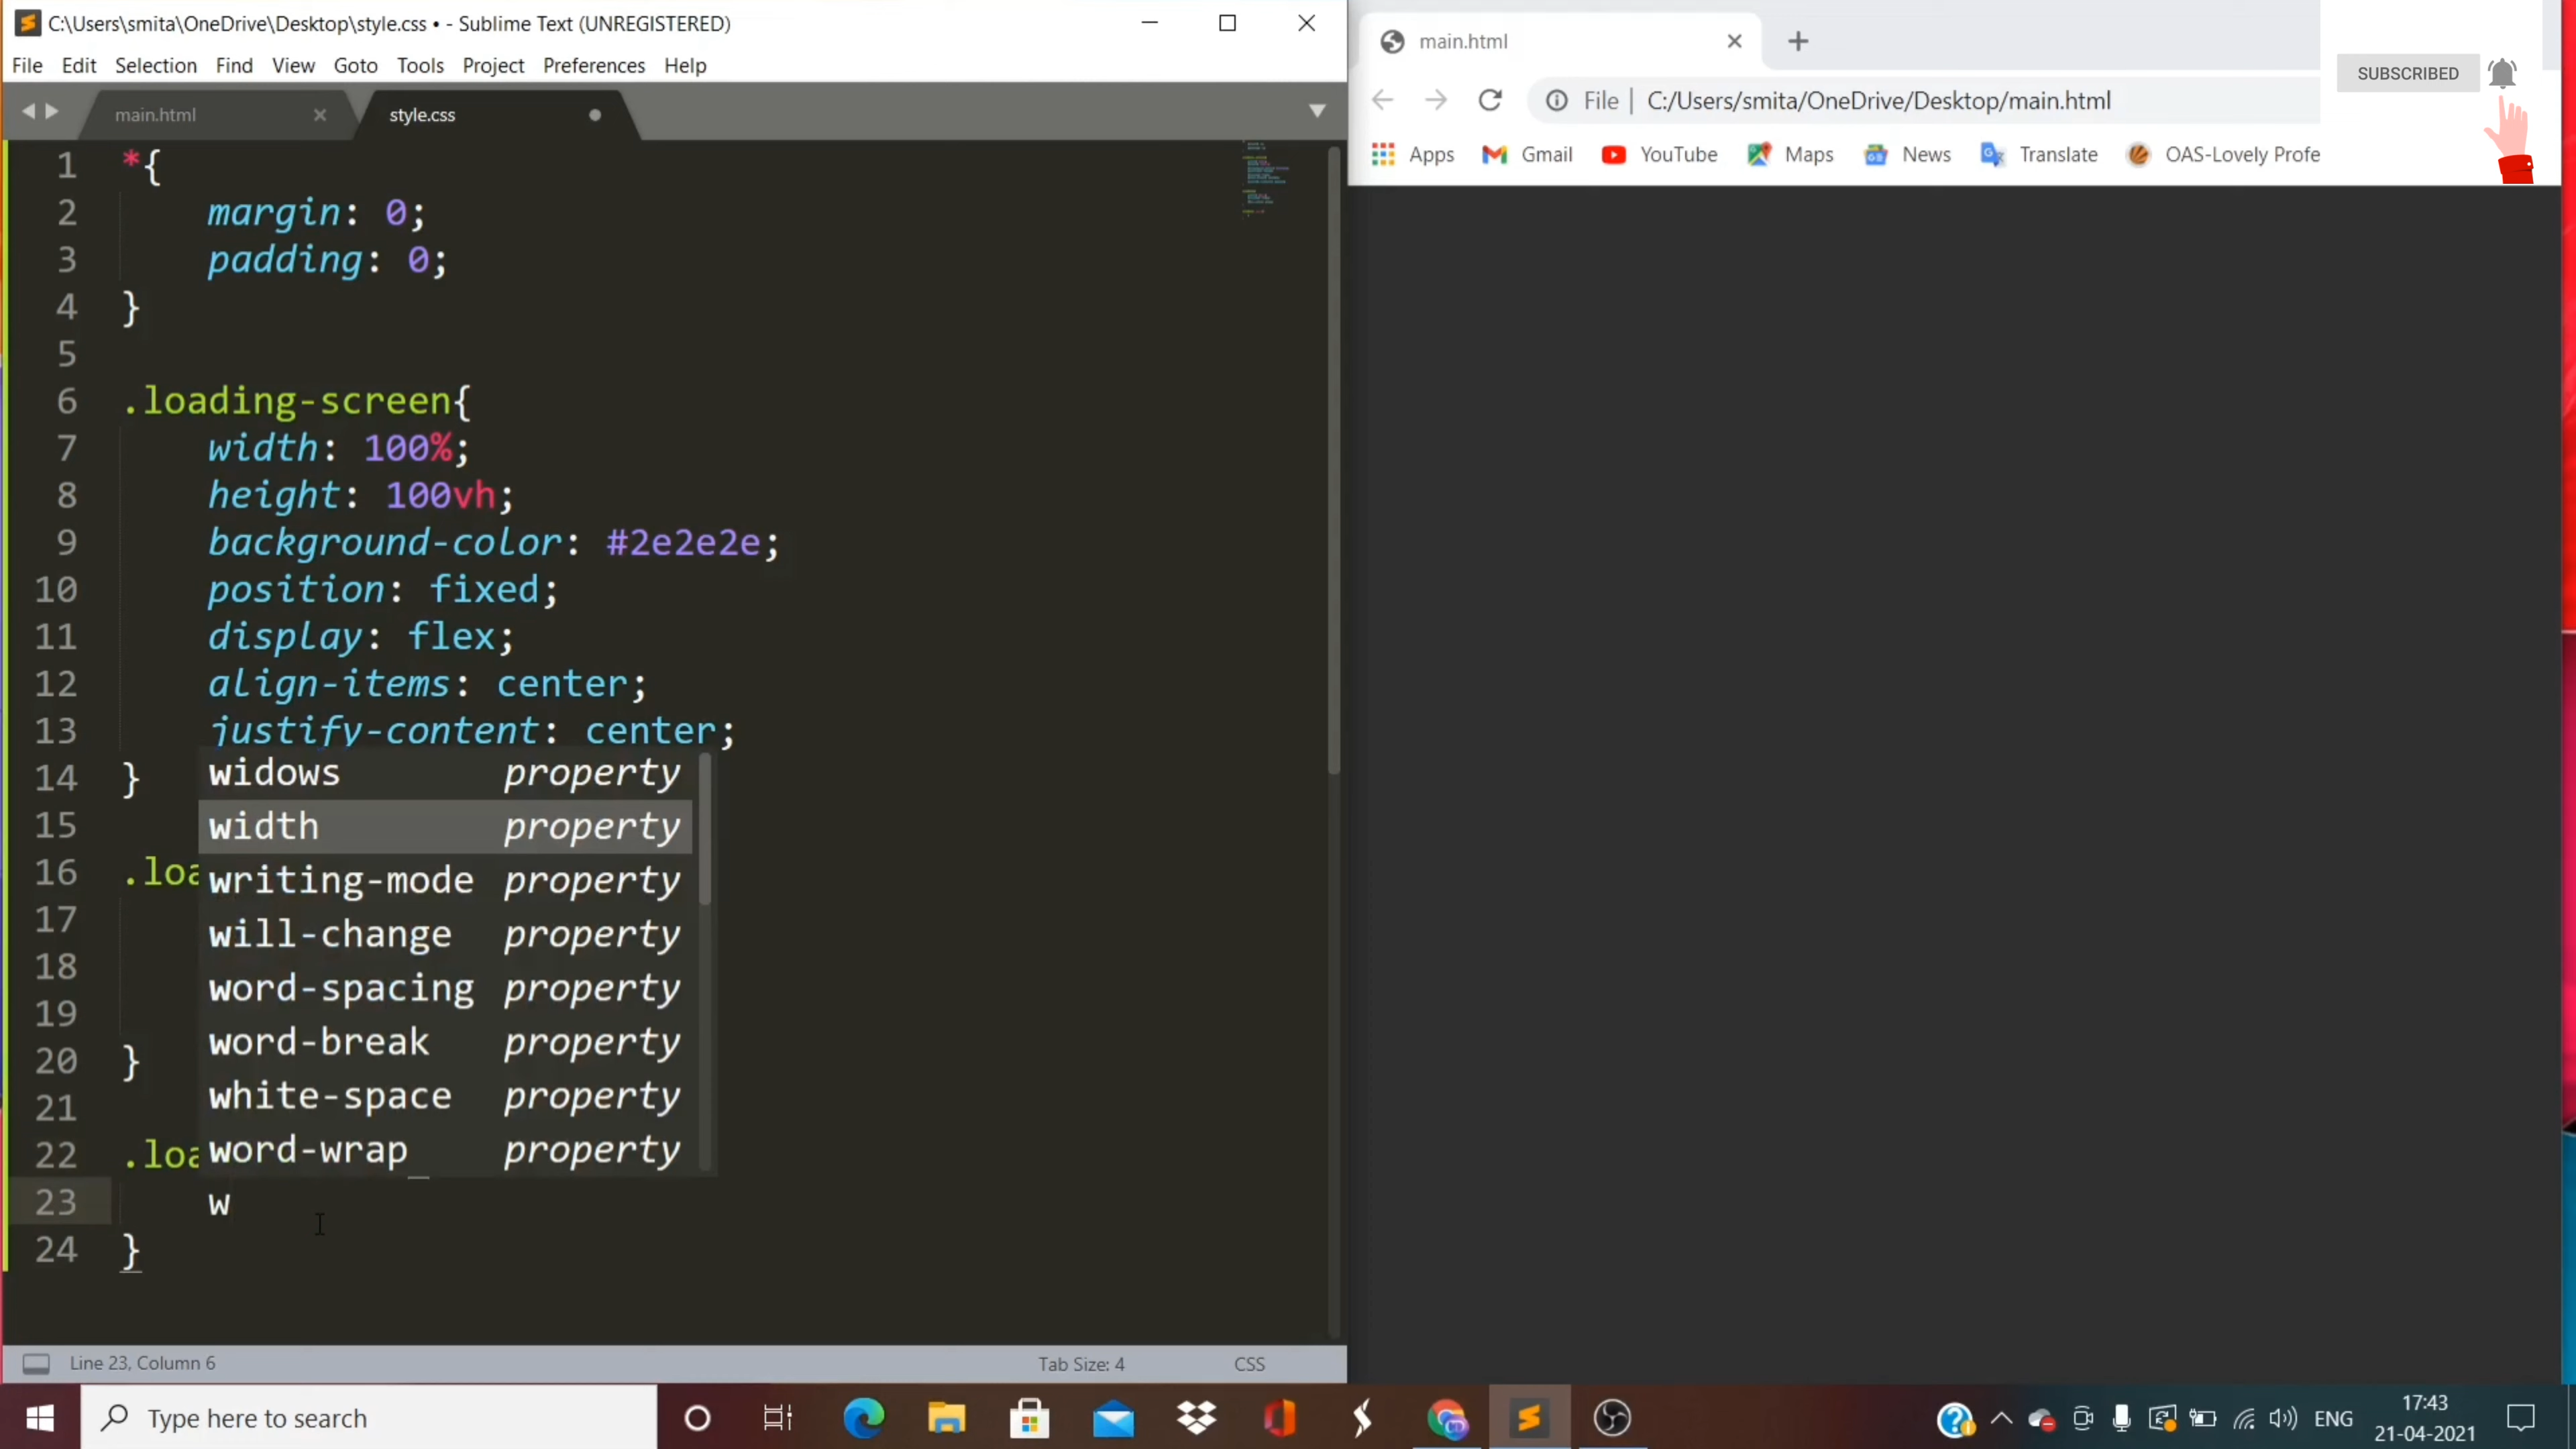 C:\Users\smita\OneDrive\Desktop\style.css • - Sublime Text (UNREGISTERED)
File Edit Selection Find View Goto Tools Project Preferences Help
main.html
style.css
1 *{
2 margin: 0;
3 padding: 0;
4 }
5
6 .loading-screen{
7 width: 100%;
8 height: 100vh;
9 background-color: #2e2e2e;
10 position: fixed;
11 display: flex;
12 align-items: center;
13 justify-content: center;
14 }
15
16 .loa
17
18
19
20 }
21
22 .loa
23 w
24 }
widows property
width property
writing-mode property
will-change property
word-spacing property
word-break property
white-space property
word-wrap property
Line 23, Column 6
Tab Size: 4
CSS
main.html
File | C:/Users/smita/OneDrive/Desktop/main.html
Apps Gmail YouTube Maps News Translate OAS-Lovely Profe
SUBSCRIBED
Type here to search
ENG
17:43
21-04-2021